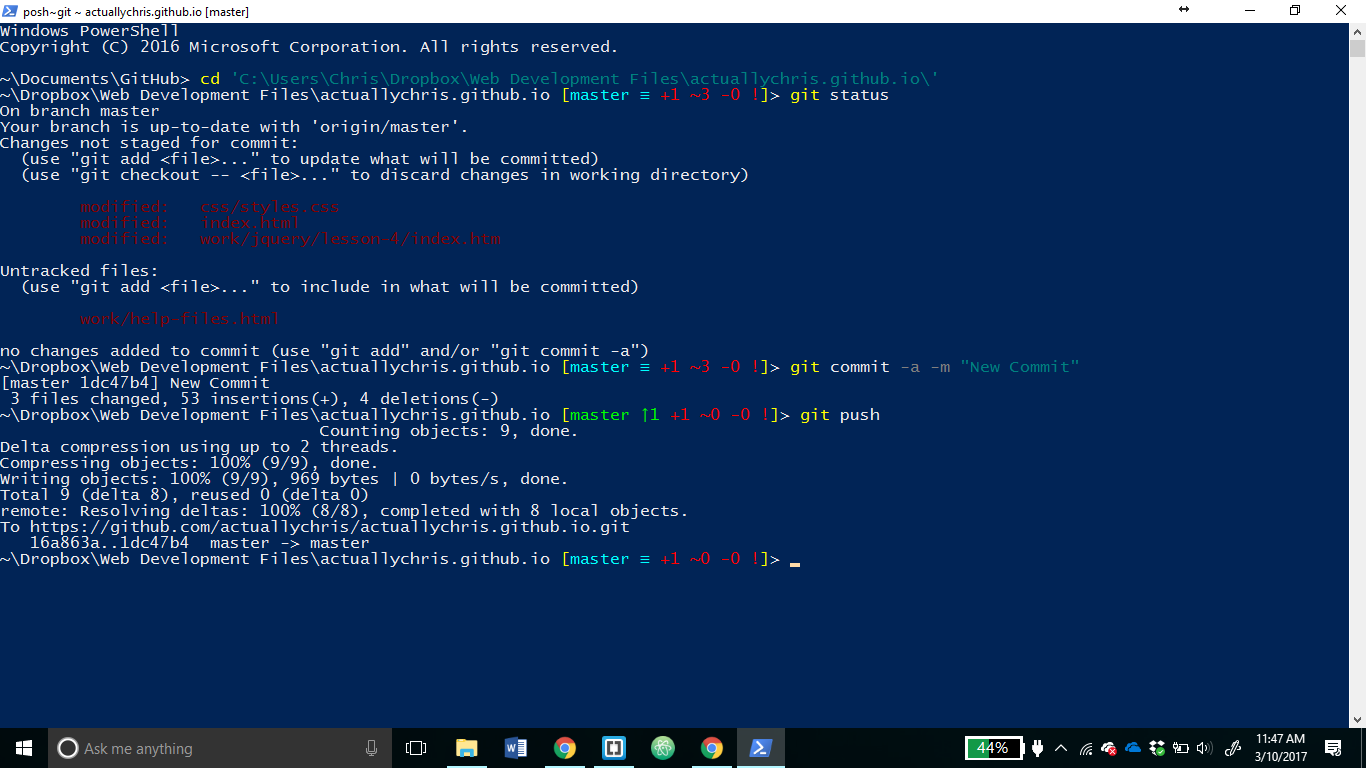 posh~git ~ actuallychris.github.io [master]
Windows PowerShell
Copyright (C) 2016 Microsoft Corporation. All rights reserved.
~\Documents\GitHub> cd 'C:\Users\Chris\Dropbox\Web Development Files\actuallychris.github.io\'
~\Dropbox\Web Development Files\actuallychris.github.io [master ≡ +1 ~3 -0 !]> git status
On branch master
Your branch is up-to-date with 'origin/master'.
Changes not staged for commit:
  (use "git add <file>..." to update what will be committed)
  (use "git checkout -- <file>..." to discard changes in working directory)
        modified:   css/styles.css
        modified:   index.html
        modified:   work/jquery/lesson-4/index.htm
Untracked files:
  (use "git add <file>..." to include in what will be committed)
        work/help-files.html
no changes added to commit (use "git add" and/or "git commit -a")
~\Dropbox\Web Development Files\actuallychris.github.io [master ≡ +1 ~3 -0 !]> git commit -a -m "New Commit"
[master 1dc47b4] New Commit
 3 files changed, 53 insertions(+), 4 deletions(-)
~\Dropbox\Web Development Files\actuallychris.github.io [master ↑1 +1 ~0 -0 !]> git push
Counting objects: 9, done.
Delta compression using up to 2 threads.
Compressing objects: 100% (9/9), done.
Writing objects: 100% (9/9), 969 bytes | 0 bytes/s, done.
Total 9 (delta 8), reused 0 (delta 0)
remote: Resolving deltas: 100% (8/8), completed with 8 local objects.
To https://github.com/actuallychris/actuallychris.github.io.git
   16a863a..1dc47b4  master -> master
~\Dropbox\Web Development Files\actuallychris.github.io [master ≡ +1 ~0 -0 !]>
Ask me anything
44%
11:47 AM
3/10/2017